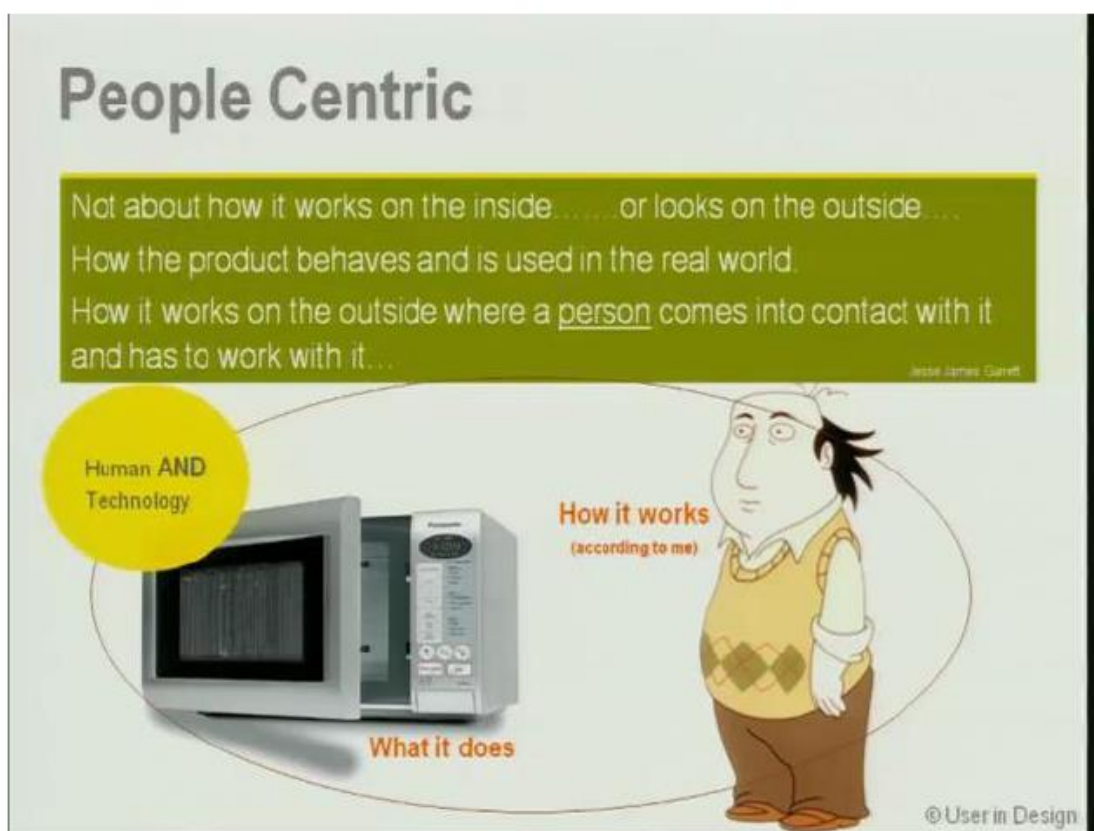 People Centric
Not about how it works on the inside.......or looks on the outside....
How the product behaves and is used in the real world.
How it works on the outside where a person comes into contact with it
and has to work with it...
Jesse James Garrett
Human AND
Technology
Panasonic
How it works
(according to me)
What it does
© User in Design